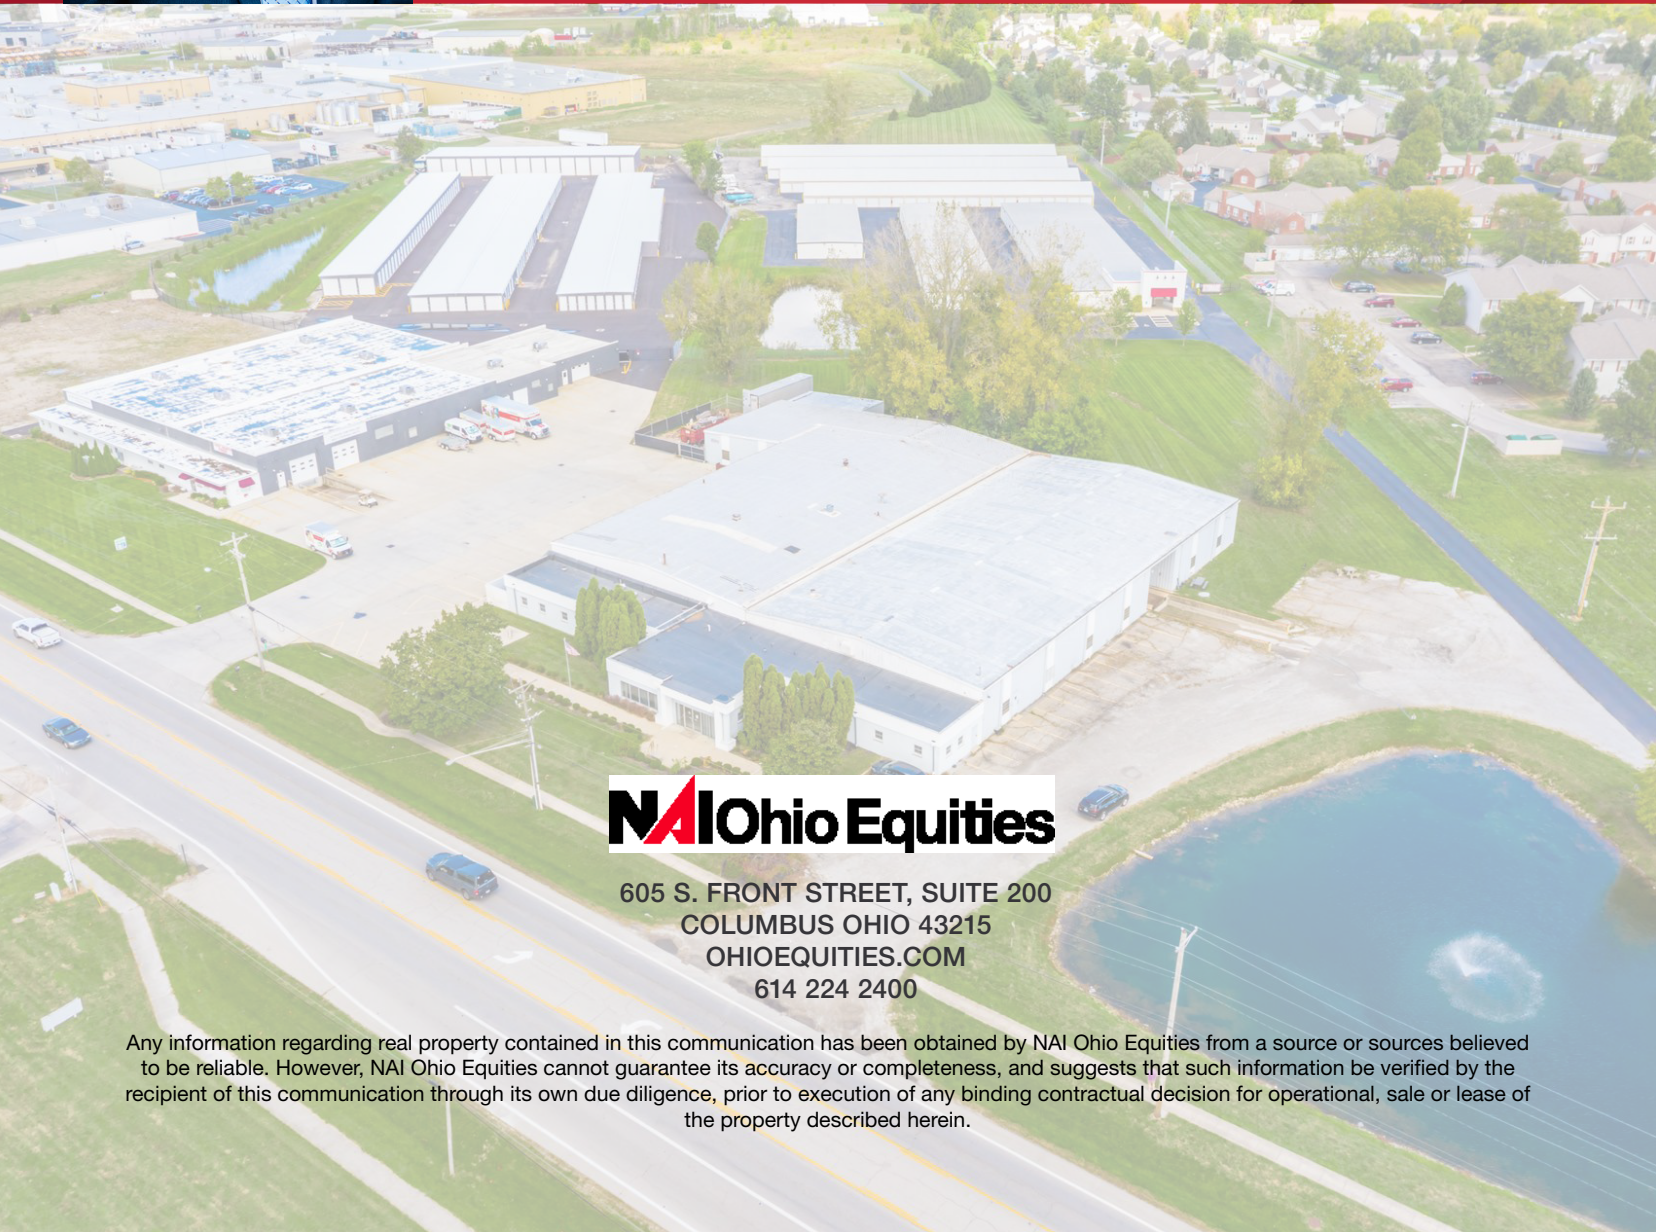 NAIOhio Equities
605 S. FRONT STREET, SUITE 200
COLUMBUS OHIO 43215
OHIOEQUITIES.COM
614 224 2400
Any information regarding real property contained in this communication has been obtained by NAI Ohio Equities from a source or sources believed
to be reliable. However, NAI Ohio Equities cannot guarantee its accuracy or completeness, and suggests that such information be verified by the
recipient of this communication through its own due diligence, prior to execution of any binding contractual decision for operational, sale or lease of
the property described herein.